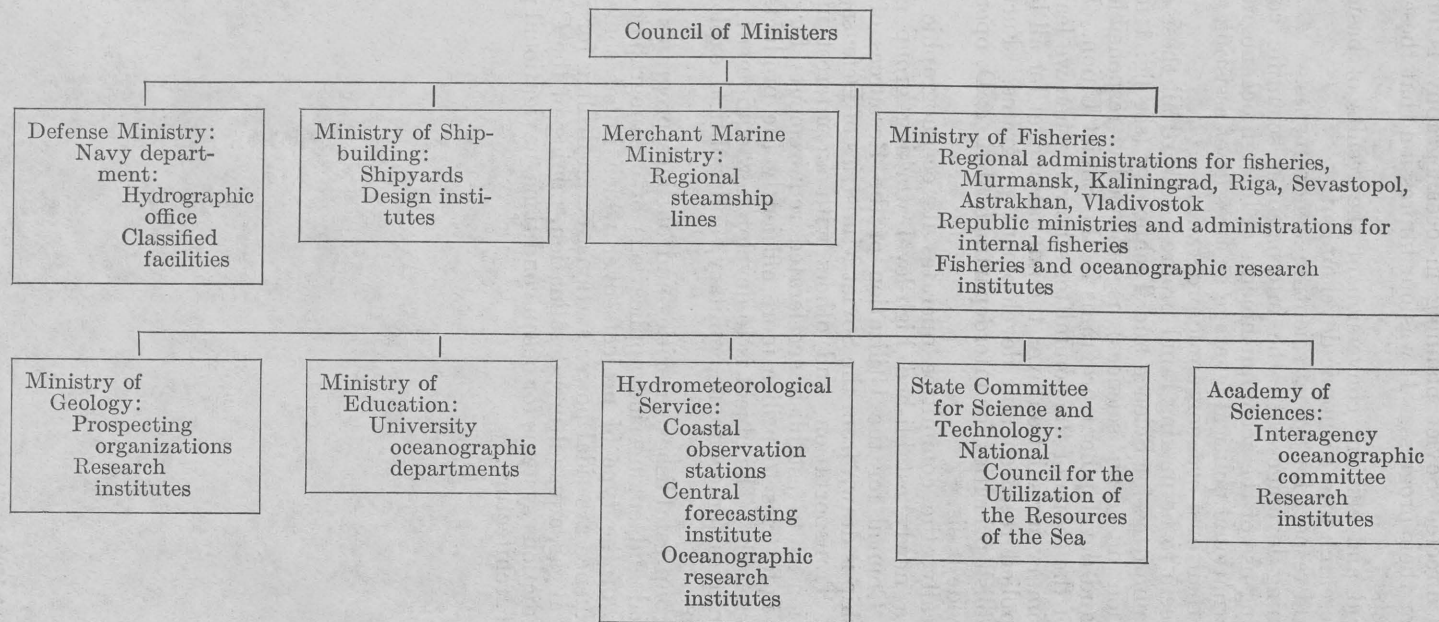 Council of Ministers
Defense Ministry:
Navy depart-
ment:
Hydrographic
office
Classified
facilities
Ministry of Ship-
building:
Shipyards
Design insti-
tutes
Merchant Marine
Ministry:
Regional
steamship
lines
Ministry of Fisheries:
Regional administrations for fisheries,
Murmansk, Kaliningrad, Riga, Sevastopol,
Astrakhan, Vladivostok
Republic ministries and administrations for
internal fisheries
Fisheries and oceanographic research
institutes
Ministry of
Geology:
Prospecting
organizations
Research
institutes
Ministry of
Education:
University
oceanographic
departments
Hydrometeorological
Service:
Coastal
observation
stations
Central
forecasting
institute
Oceanographic
research
institutes
State Committee
for Science and
Technology:
National
Council for the
Utilization of
the Resources
of the Sea
Academy of
Sciences:
Interagency
oceanographic
committee
Research
institutes